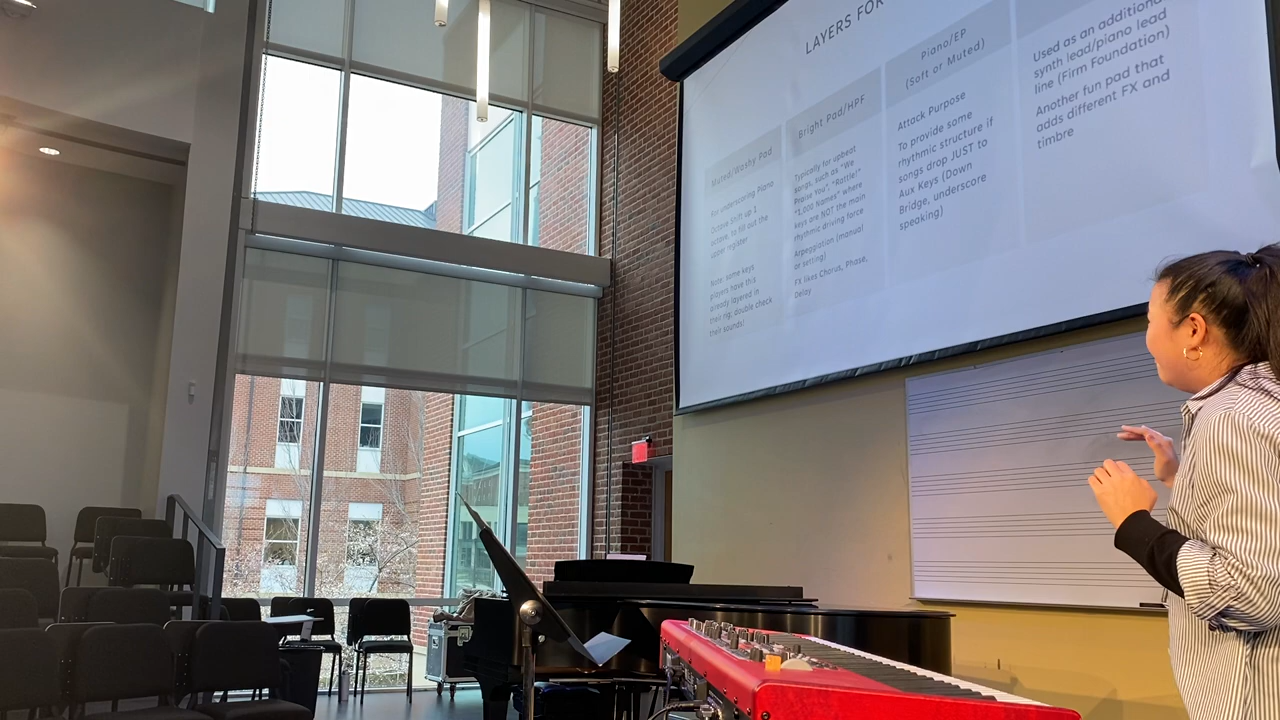 LAYERS FOR
Muted/Washy Pad
For underscoring Piano
Octave Shift up 1
octave, to fill out the
upper register
Note: some keys
players have this
already layered in
their rig; double check
their sounds!
Bright Pad/HPF
Typically for upbeat
songs, such as "We
Praise You", "Rattle!"
"1,000 Names" where
keys are NOT the main
rhythmic driving force
Arpeggiation (manual
or setting)
FX likes Chorus, Phase,
Delay
Piano/EP
(Soft or Muted)
Attack Purpose
To provide some
rhythmic structure if
songs drop JUST to
Aux Keys (Down
Bridge, underscore
speaking)
Used as an additional
synth lead/piano lead
line (Firm Foundation)
Another fun pad that
adds different FX and
timbre